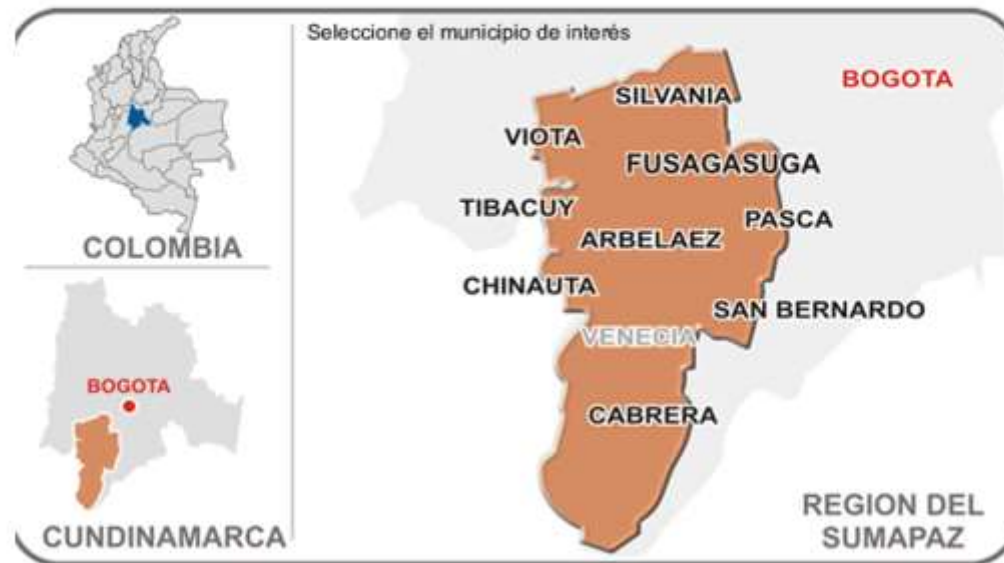 COLOMBIA
BOGOTA
CUNDINAMARCA
Seleccione el municipio de interés
BOGOTA
SILVANIA
VIOTA
FUSAGASUGA
TIBACUY
PASCA
ARBELAEZ
CHINAUTA
SAN BERNARDO
VENECIA
CABRERA
REGION DEL
SUMAPAZ